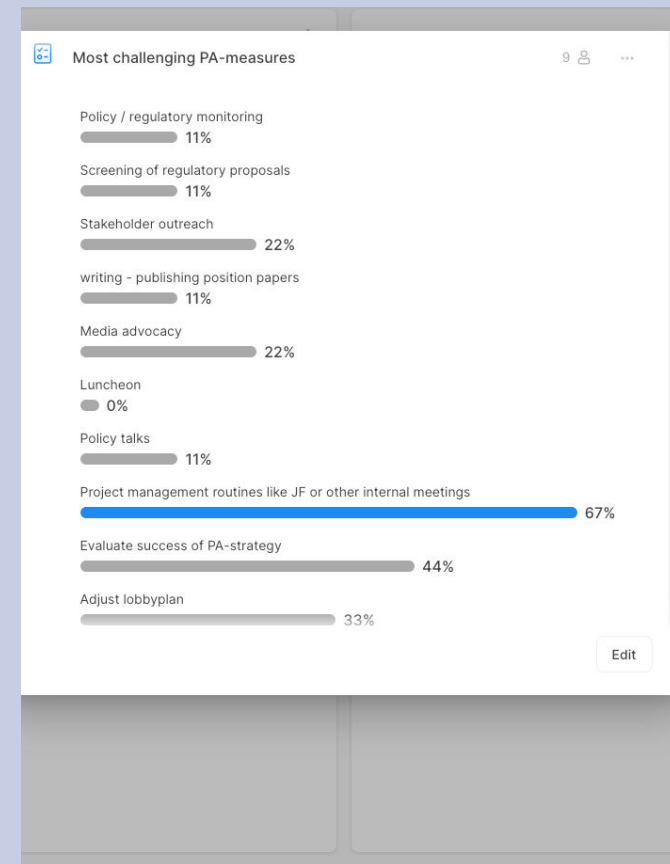 Most challenging PA-measures
9
Policy / regulatory monitoring
11%
Screening of regulatory proposals
11%
Stakeholder outreach
22%
writing - publishing position papers
11%
Media advocacy
22%
Luncheon
0%
Policy talks
11%
Project management routines like JF or other internal meetings
67%
Evaluate success of PA-strategy
44%
Adjust lobbyplan
33%
Edit